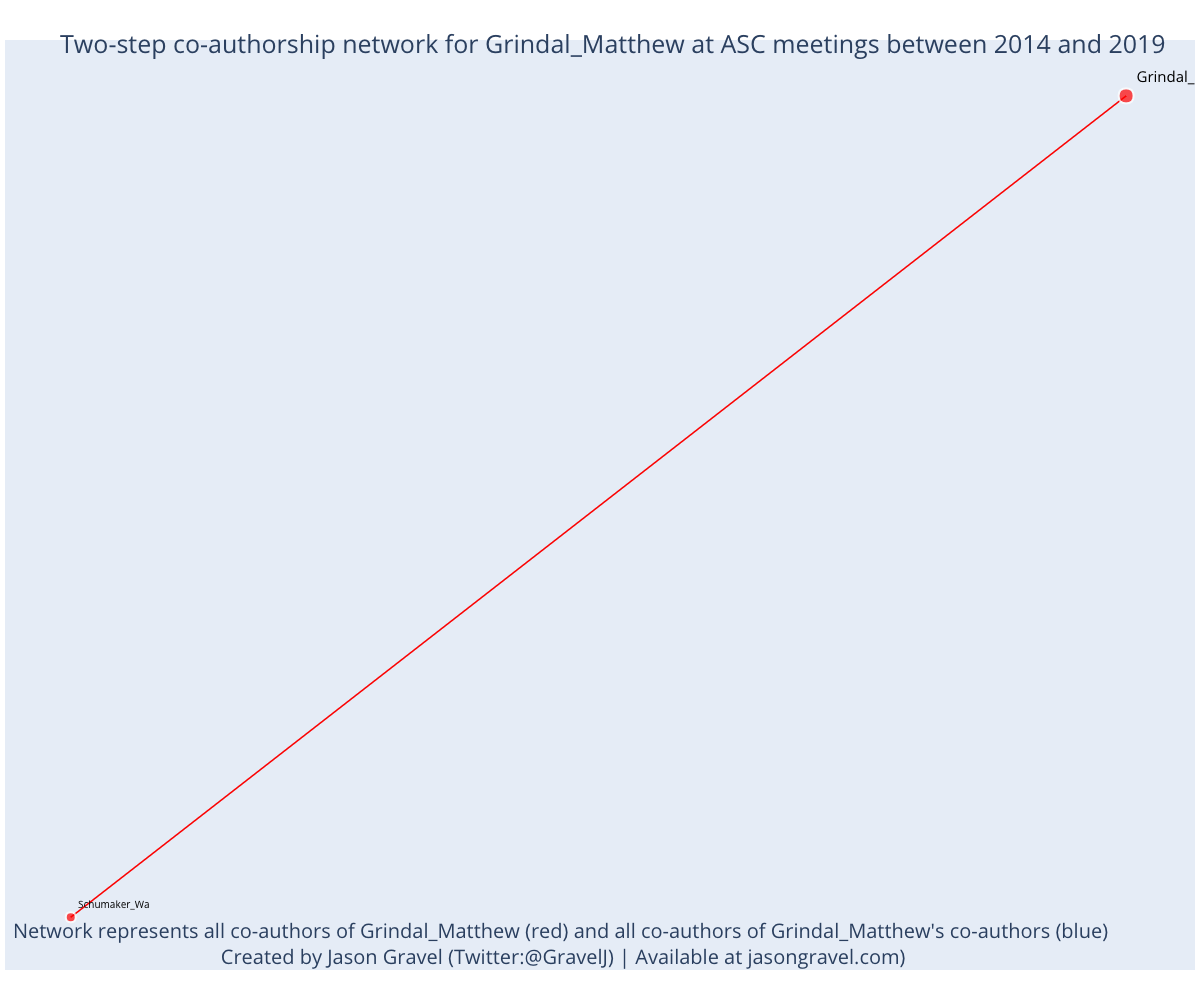 Two-step co-authorship network for Grindal_Matthew at ASC meetings between 2014 and 2019
Grindal_
Schumaker_Wa
Network represents all co-authors of Grindal_Matthew (red) and all co-authors of Grindal_Matthew's co-authors (blue)
Created by Jason Gravel (Twitter:@GravelJ) | Available at jasongravel.com)